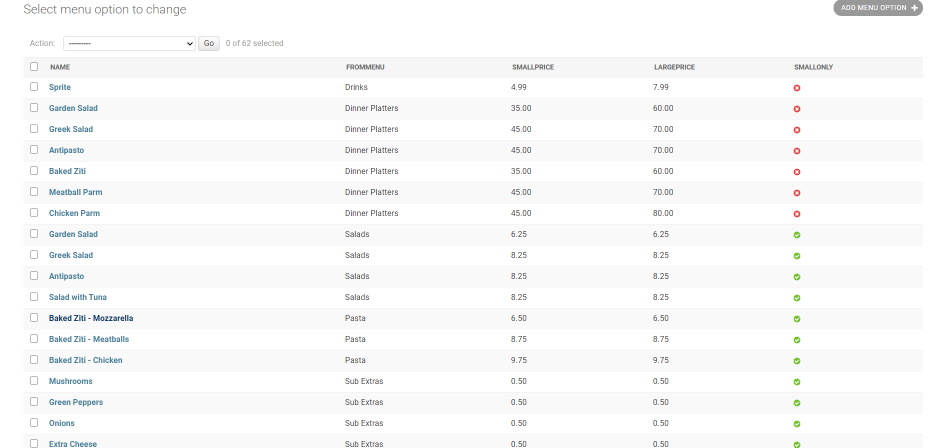 Select menu option to change
ADD MENU OPTION +
Action: --------- Go 0 of 62 selected
NAME FROMMENU SMALLPRICE LARGEPRICE SMALLONLY
Sprite Drinks 4.99 7.99
Garden Salad Dinner Platters 35.00 60.00
Greek Salad Dinner Platters 45.00 70.00
Antipasto Dinner Platters 45.00 70.00
Baked Ziti Dinner Platters 35.00 60.00
Meatball Parm Dinner Platters 45.00 70.00
Chicken Parm Dinner Platters 45.00 80.00
Garden Salad Salads 6.25 6.25
Greek Salad Salads 8.25 8.25
Antipasto Salads 8.25 8.25
Salad with Tuna Salads 8.25 8.25
Baked Ziti - Mozzarella Pasta 6.50 6.50
Baked Ziti - Meatballs Pasta 8.75 8.75
Baked Ziti - Chicken Pasta 9.75 9.75
Mushrooms Sub Extras 0.50 0.50
Green Peppers Sub Extras 0.50 0.50
Onions Sub Extras 0.50 0.50
Extra Cheese Sub Extras 0.50 0.50